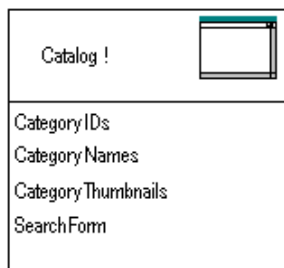 Catalog !
Category IDs
Category Names
Category Thumbnails
Search Form